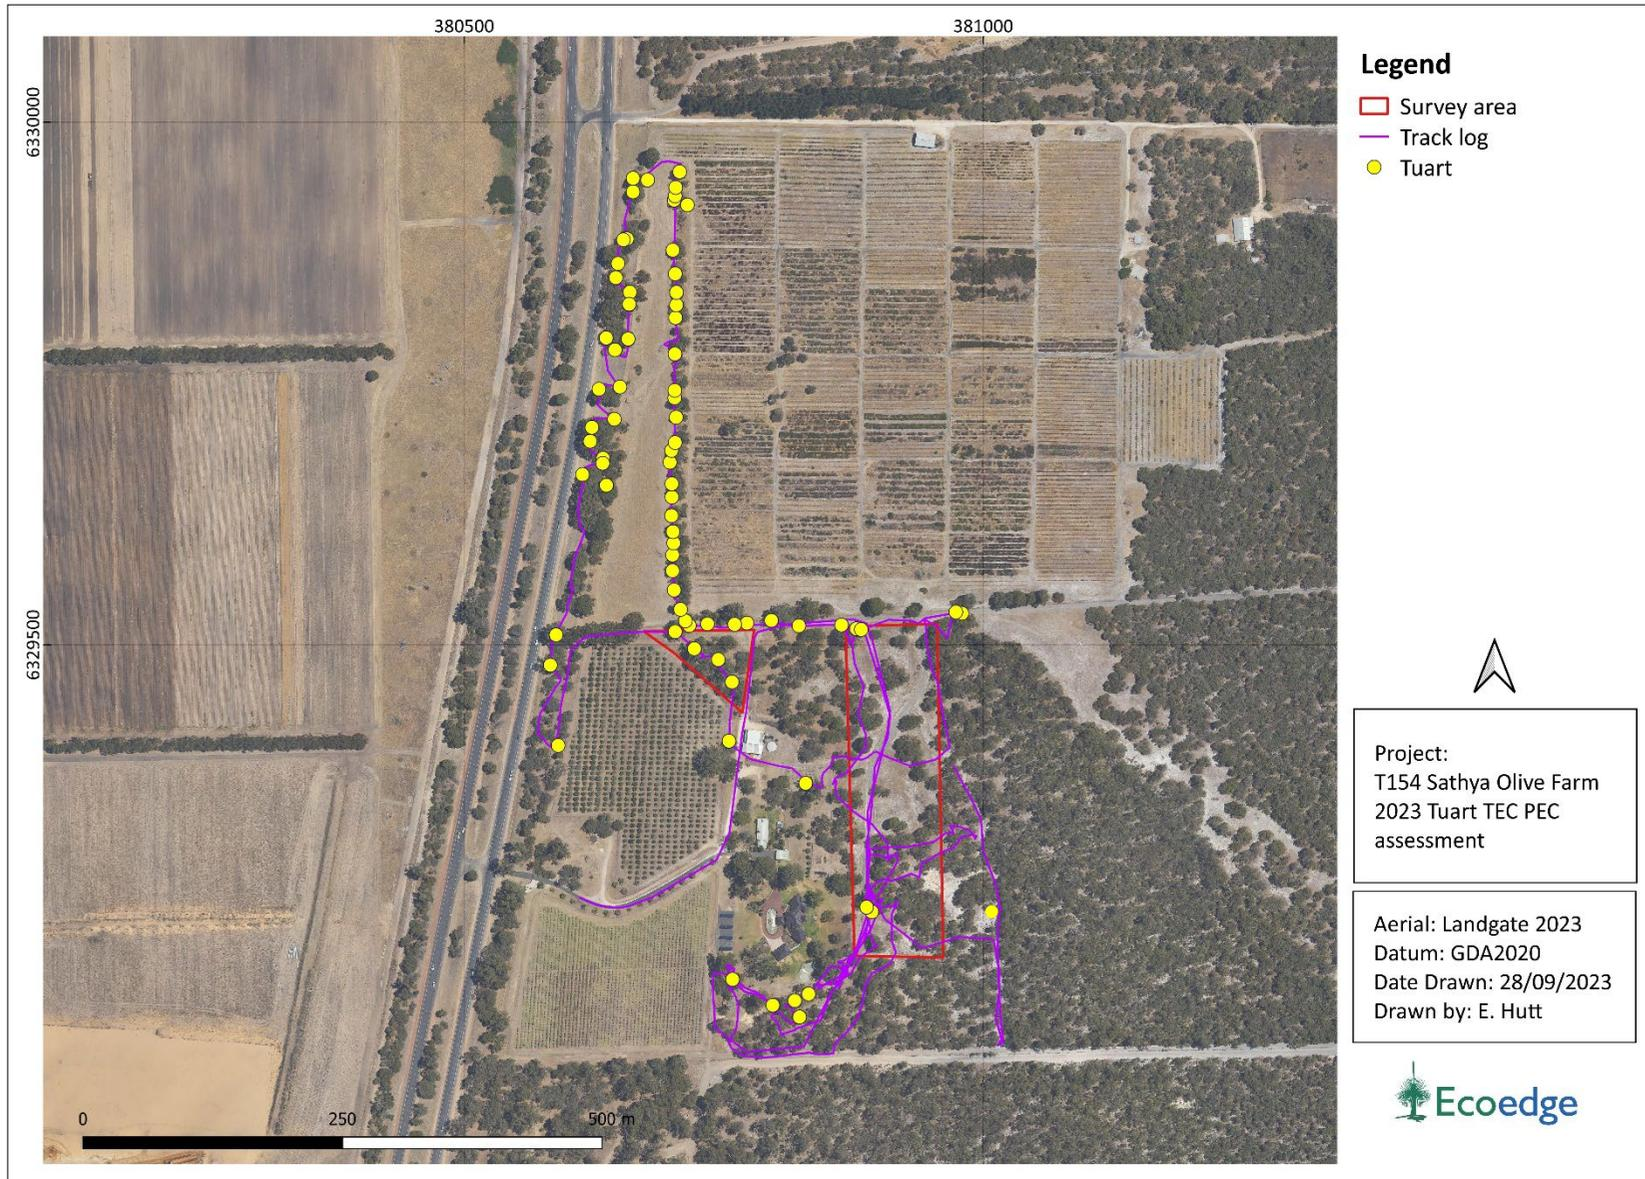 380500
381000
6330000
6329500
0
250
500 m
Legend
Survey area
Track log
Tuart
Project:
T154 Sathya Olive Farm
2023 Tuart TEC PEC
assessment
Aerial: Landgate 2023
Datum: GDA2020
Date Drawn: 28/09/2023
Drawn by: E. Hutt
Ecoedge